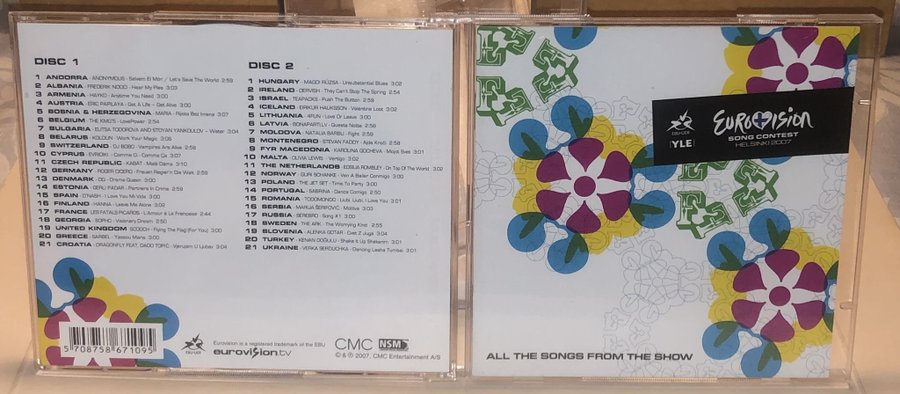 DISC 1
1 ANDORRA - ANONYMOUS - Salvem El Món / Let's Save The World 2:59
2 ALBANIA - FREDERIK NDOCI - Hear My Plea 3:02
3 ARMENIA - HAYKO - Anytime You Need 3:00
4 AUSTRIA - ERIC PAPILAYA - Get A Life - Get Alive 3:00
5 BOSNIA & HERZEGOVINA - MARIA - Rijeka Bez Imena 3:07
6 BELGIUM - THE KMG'S - LovePower 2:54
7 BULGARIA - ELITSA TODOROVA AND STOYAN YANKOULOV - Water 3:04
8 BELARUS - KOLDUN - Work Your Magic
9 SWITZERLAND - DJ BOBO - Vampires Are Alive 2:58
10 CYPRUS - EVRIDIKI - Comme Ci, Comme Ça 3:00
11 CZECH REPUBLIC - KABÁT - Malá Dáma 3:10
12 GERMANY - ROGER CICERO - Frauen Regier'n Die Welt
13 DENMARK - DQ - Drama Queen 3:00
14 ESTONIA - GERLI PADAR - Partners In Crime
15 SPAIN - D'NASH - I Love You Mi Vida 3:00
16 FINLAND - HANNA - Leave Me Alone 3:02
17 FRANCE - LES FATALS PICARDS - L'Amour à La Française 2:44
18 GEORGIA - SOPHO - Visionary Dream
19 UNITED KINGDOM - SCOOCH - Flying The Flag (For You) 3:00
20 GREECE - SARBEL - Yassou Maria 3:00
21 CROATIA - DRAGONFLY FEAT. DADO TOPIĆ - Vjerujem U Ljubav 3:04
DISC 2
1 HUNGARY - MAGDI RÚZSA - Unsubstantial Blues 3:02
2 IRELAND - DERVISH - They Can't Stop The Spring 2:54
3 ISRAEL - TEAPACKS - Push The Button 2:59
4 ICELAND - EIRÍKUR HAUKSSON - Valentine Lost 3:02
5 LITHUANIA - 4FUN - Love Or Leave 3:00
6 LATVIA - BONAPARTI.LV - Questa Notte 2:58
7 MOLDOVA - NATALIA BARBU - Fight 2:59
8 MONTENEGRO - STEVAN FADDY - 'Ajde Kroči
9 FYR MACEDONIA - KAROLINA GOCHEVA - Mojot Svet 3:01
10 MALTA - OLIVIA LEWIS - Vertigo 3:02
11 THE NETHERLANDS - EDSILIA ROMBLEY - On Top Of The World 3:02
12 NORWAY - GURI SCHANKE - Ven A Bailar Conmigo 3:00
13 POLAND - THE JET SET - Time To Party 3:00
14 PORTUGAL - SABRINA - Dança Comigo 2:50
15 ROMANIA - TODOMONDO - Liubi, Liubi, I Love You 3:01
16 SERBIA - MARIJA ŠERIFOVIĆ - Molitva 3:00
17 RUSSIA - SEREBRO - Song #1 3:00
18 SWEDEN - THE ARK - The Worrying Kind 2:55
19 SLOVENIA - ALENKA GOTAR - Cvet Z Juga 3:04
20 TURKEY - KENAN DOĞULU - Shake It Up Shekerim 3:01
21 UKRAINE - VERKA SERDUCHKA - Dancing Lasha Tumbai 3:00
5 708758 671095
EBU·UER
Eurovision is a registered trademark of the EBU
eurovision.tv
CMC NSM
© & ℗ 2007, CMC Entertainment A/S
EBU·UER
YLE
EUROVISION
SONG CONTEST
HELSINKI 2007
ALL THE SONGS FROM THE SHOW